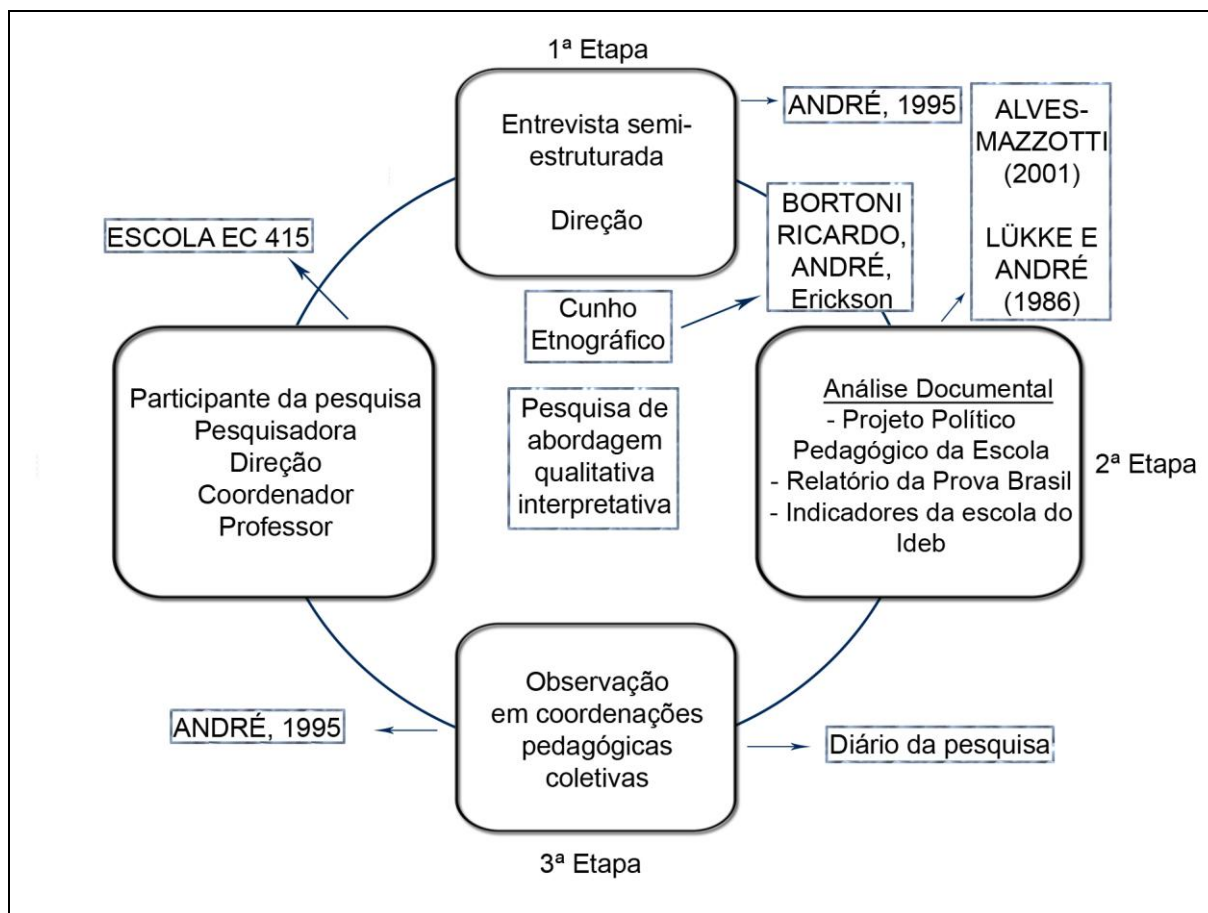 1ª Etapa
Entrevista semi-
estruturada
Direção
ANDRÉ, 1995
ALVES-
MAZZOTTI
(2001)
LÜKKE E
ANDRÉ
(1986)
BORTONI
RICARDO,
ANDRÉ,
Erickson
ESCOLA EC 415
Cunho
Etnográfico
Pesquisa de
abordagem
qualitativa
interpretativa
Participante da pesquisa
Pesquisadora
Direção
Coordenador
Professor
Análise Documental
- Projeto Político
Pedagógico da Escola
- Relatório da Prova Brasil
- Indicadores da escola do
Ideb
2ª Etapa
Observação
em coordenações
pedagógicas
coletivas
ANDRÉ, 1995
Diário da pesquisa
3ª Etapa